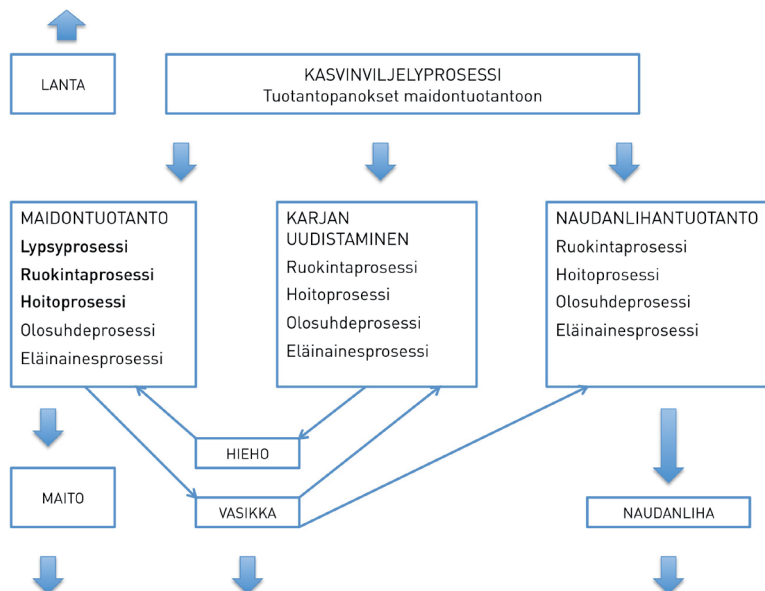 LANTA
KASVINVILJELYPROSESSI
Tuotantopanokset maidontuotantoon
MAIDONTUOTANTO
Lypsyprosessi
Ruokintaprosessi
Hoitoprosessi
Olosuhdeprosessi
Eläinainesprosessi
KARJAN
UUDISTAMINEN
Ruokintaprosessi
Hoitoprosessi
Olosuhdeprosessi
Eläinainesprosessi
NAUDANLIHANTUOTANTO
Ruokintaprosessi
Hoitoprosessi
Olosuhdeprosessi
Eläinainesprosessi
HIEHO
MAITO
VASIKKA
NAUDANLIHA